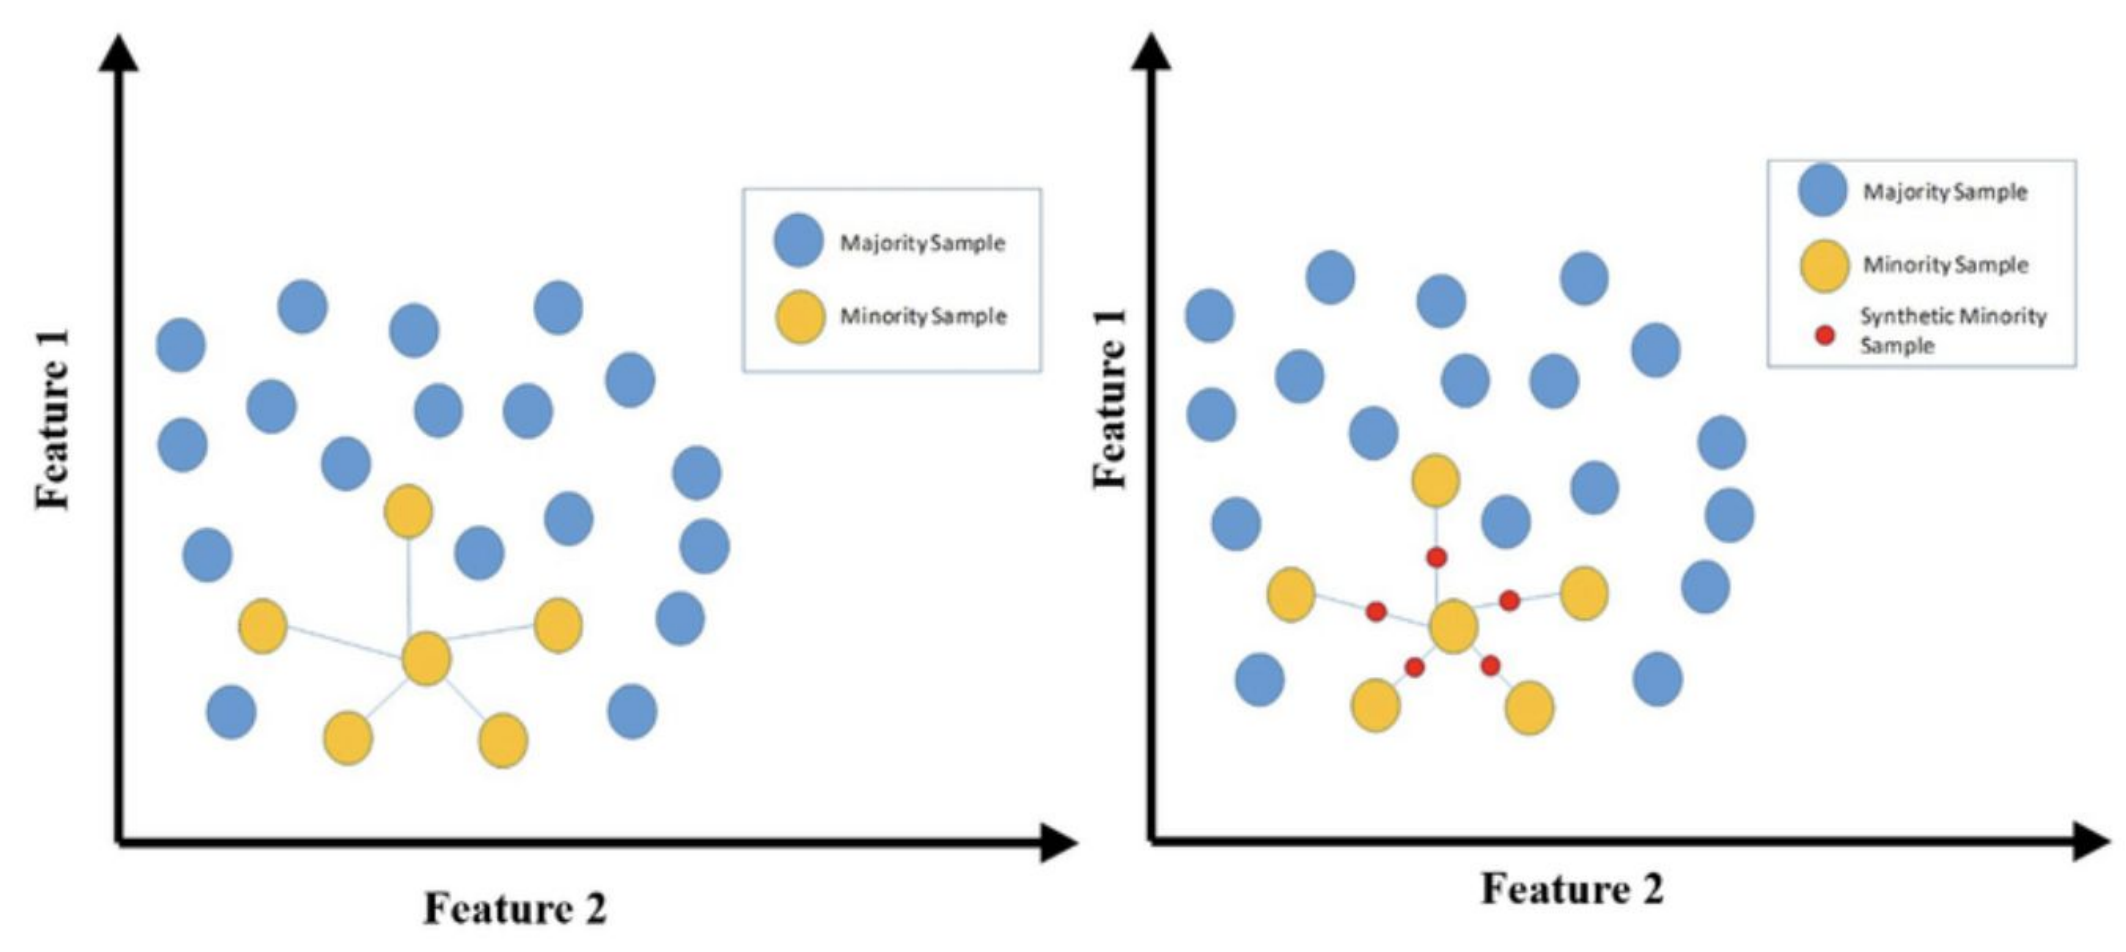 Feature 1
Majority Sample
Minority Sample
Feature 2
Feature 1
Majority Sample
Minority Sample
Synthetic Minority
Sample
Feature 2